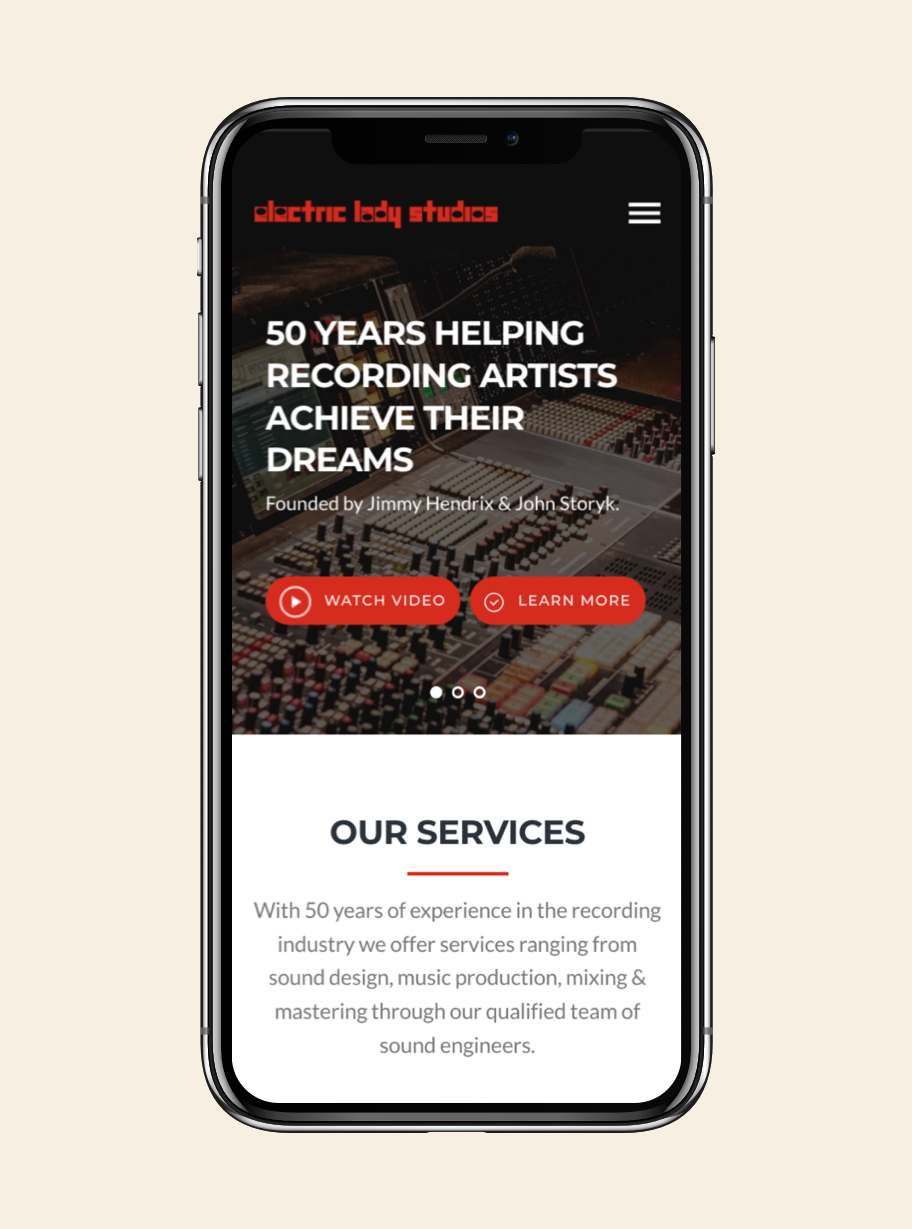 electric lady studios
50 YEARS HELPING
RECORDING ARTISTS
ACHIEVE THEIR
DREAMS
Founded by Jimmy Hendrix & John Storyk.
WATCH VIDEO
LEARN MORE
OUR SERVICES
With 50 years of experience in the recording
industry we offer services ranging from
sound design, music production, mixing &
mastering through our qualified team of
sound engineers.